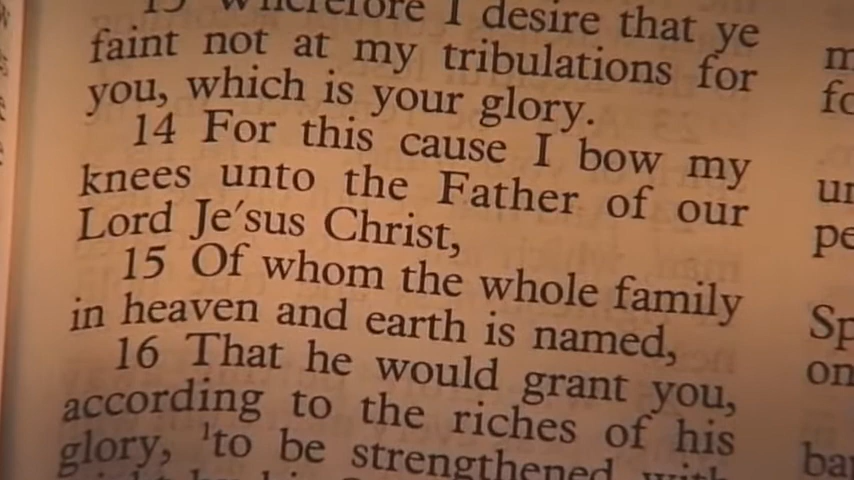 13 Wherefore I desire that ye
faint not at my tribulations for
you, which is your glory.
14 For this cause I bow my
knees unto the Father of our
Lord Je′sus Christ,
15 Of whom the whole family
in heaven and earth is named,
16 That he would grant you,
according to the riches of his
glory, ¹to be strengthened with